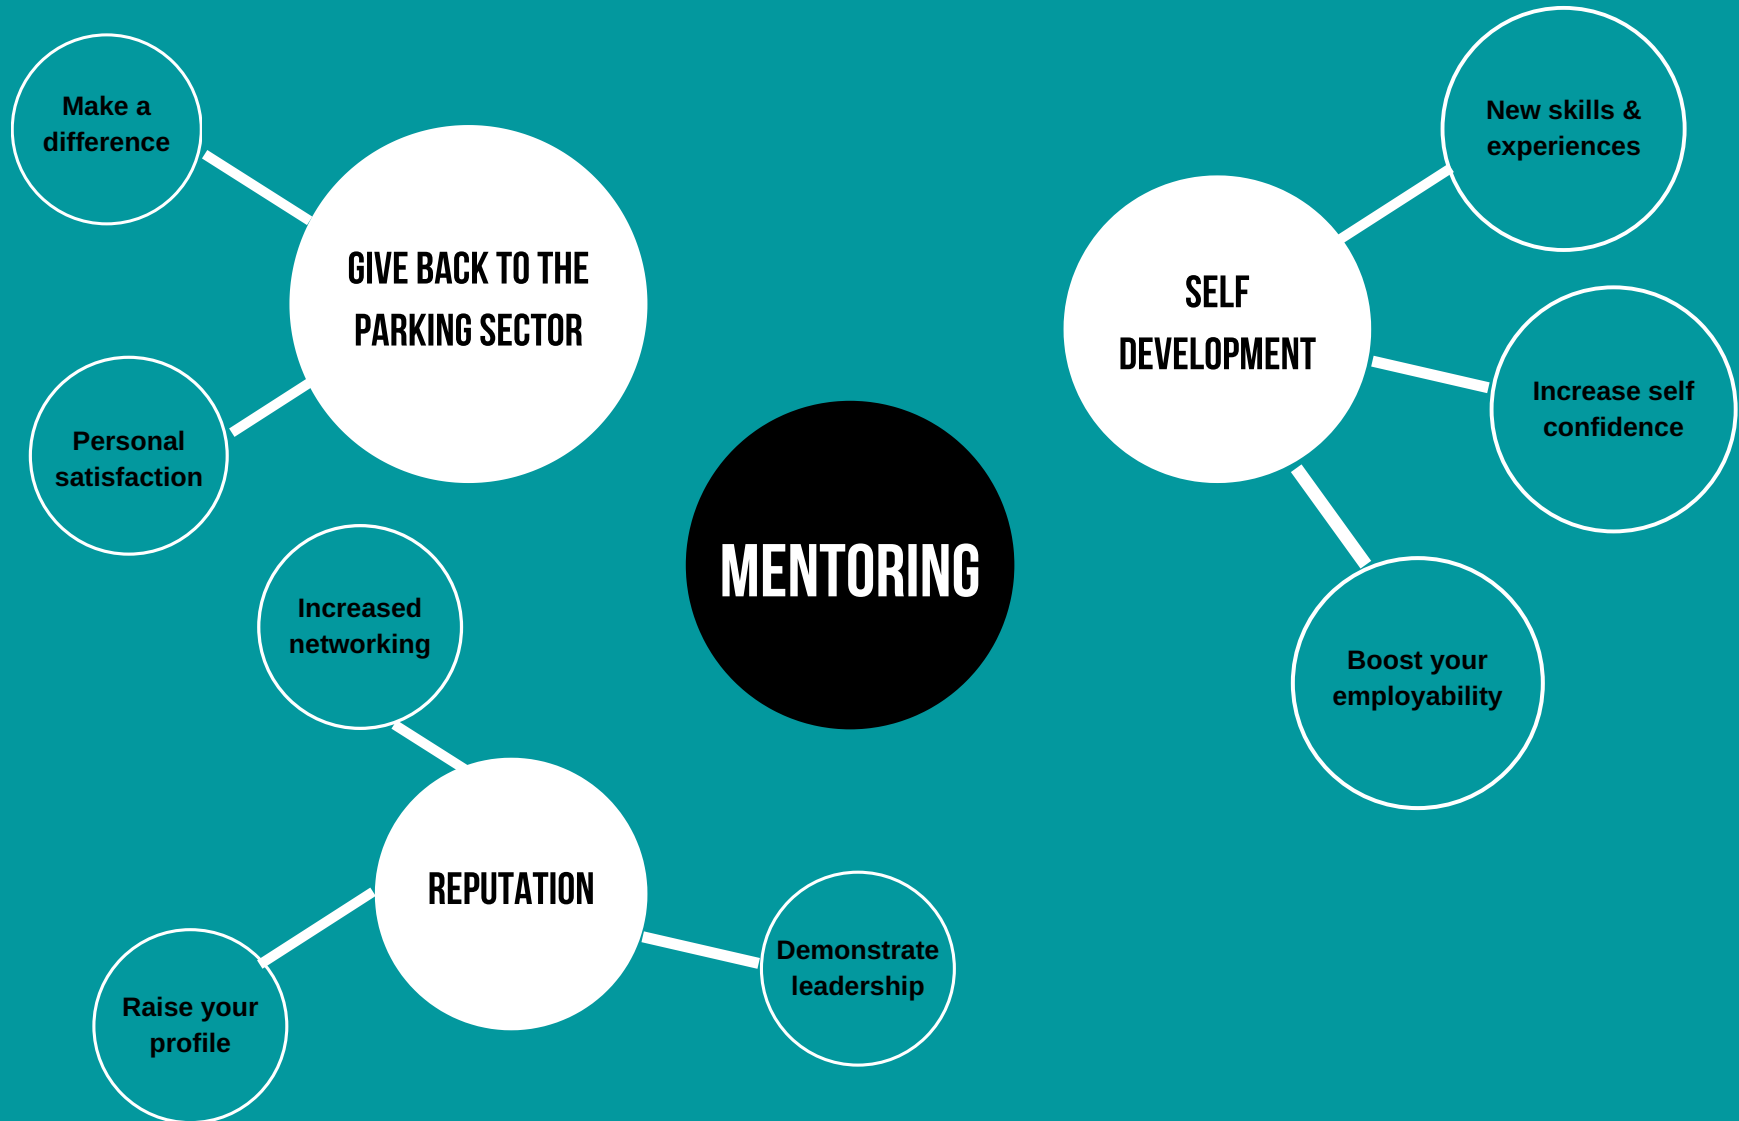 Make a
difference
GIVE BACK TO THE
PARKING SECTOR
Personal
satisfaction
MENTORING
SELF
DEVELOPMENT
New skills &
experiences
Increase self
confidence
Boost your
employability
Increased
networking
REPUTATION
Raise your
profile
Demonstrate
leadership